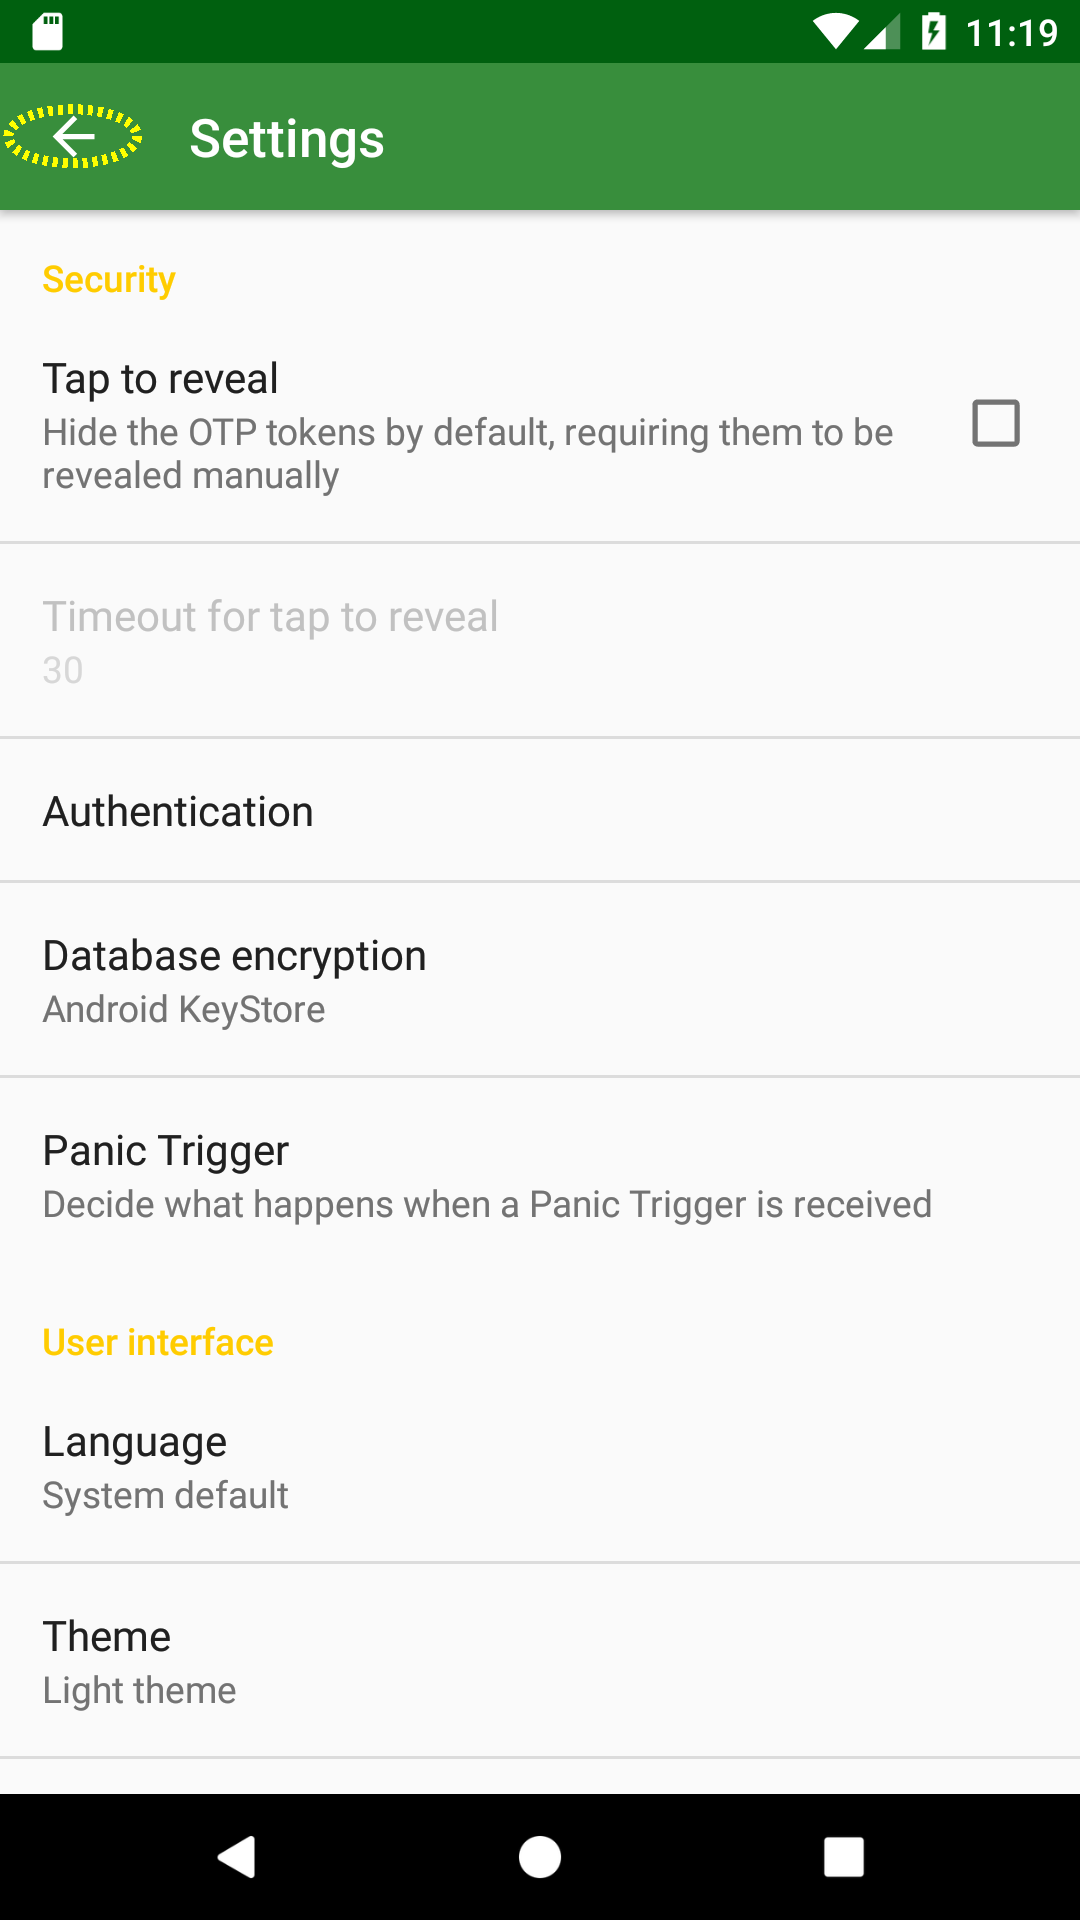 11:19
Settings
Security
Tap to reveal
Hide the OTP tokens by default, requiring them to be
revealed manually
Timeout for tap to reveal
30
Authentication
Database encryption
Android KeyStore
Panic Trigger
Decide what happens when a Panic Trigger is received
User interface
Language
System default
Theme
Light theme